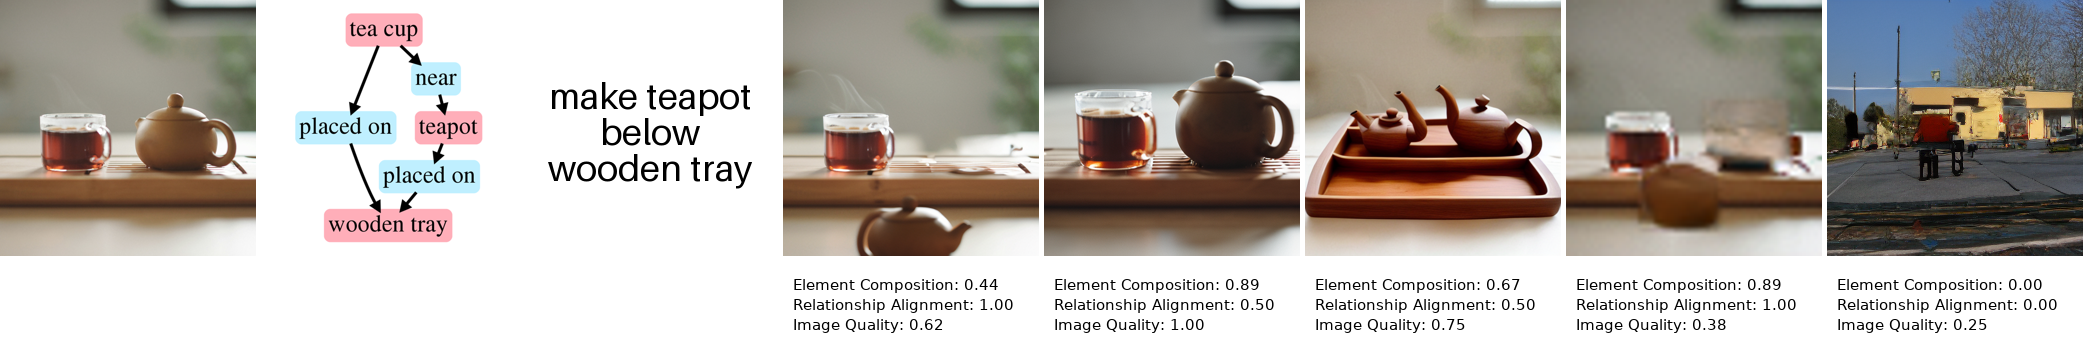 tea cup
near
placed on
teapot
placed on
wooden tray
make teapot
below
wooden tray
Element Composition: 0.44
Relationship Alignment: 1.00
Image Quality: 0.62
Element Composition: 0.89
Relationship Alignment: 0.50
Image Quality: 1.00
Element Composition: 0.67
Relationship Alignment: 0.50
Image Quality: 0.75
Element Composition: 0.89
Relationship Alignment: 1.00
Image Quality: 0.38
Element Composition: 0.00
Relationship Alignment: 0.00
Image Quality: 0.25